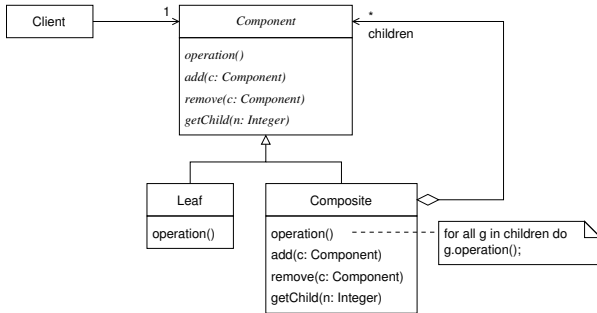 Client
1
Component
*
children
operation()
add(c: Component)
remove(c: Component)
getChild(n: Integer)
Leaf
operation()
Composite
operation()
add(c: Component)
remove(c: Component)
getChild(n: Integer)
for all g in children do
g.operation();